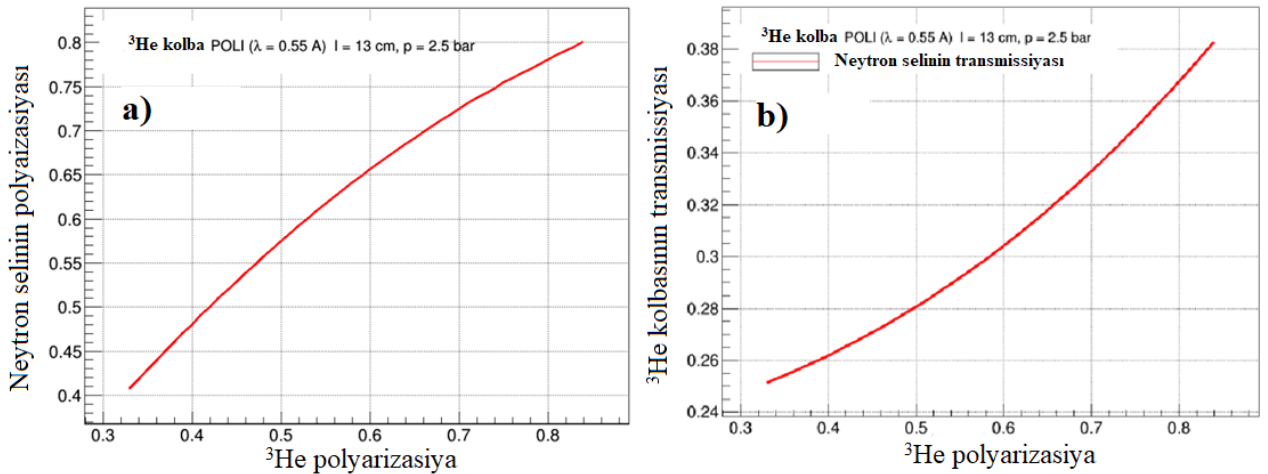 ³He kolba POLI (λ = 0.55 A) l = 13 cm, p = 2.5 bar
a)
Neytron selinin polyaizasiyası
0.8
0.75
0.7
0.65
0.6
0.55
0.5
0.45
0.4
0.3 0.4 0.5 0.6 0.7 0.8
³He polyarizasiya
³He kolba POLI (λ = 0.55 A) l = 13 cm, p = 2.5 bar
Neytron selinin transmissiyası
b)
³He kolbasının transmissiyası
0.38
0.36
0.34
0.32
0.3
0.28
0.26
0.24
0.3 0.4 0.5 0.6 0.7 0.8
³He polyarizasiya